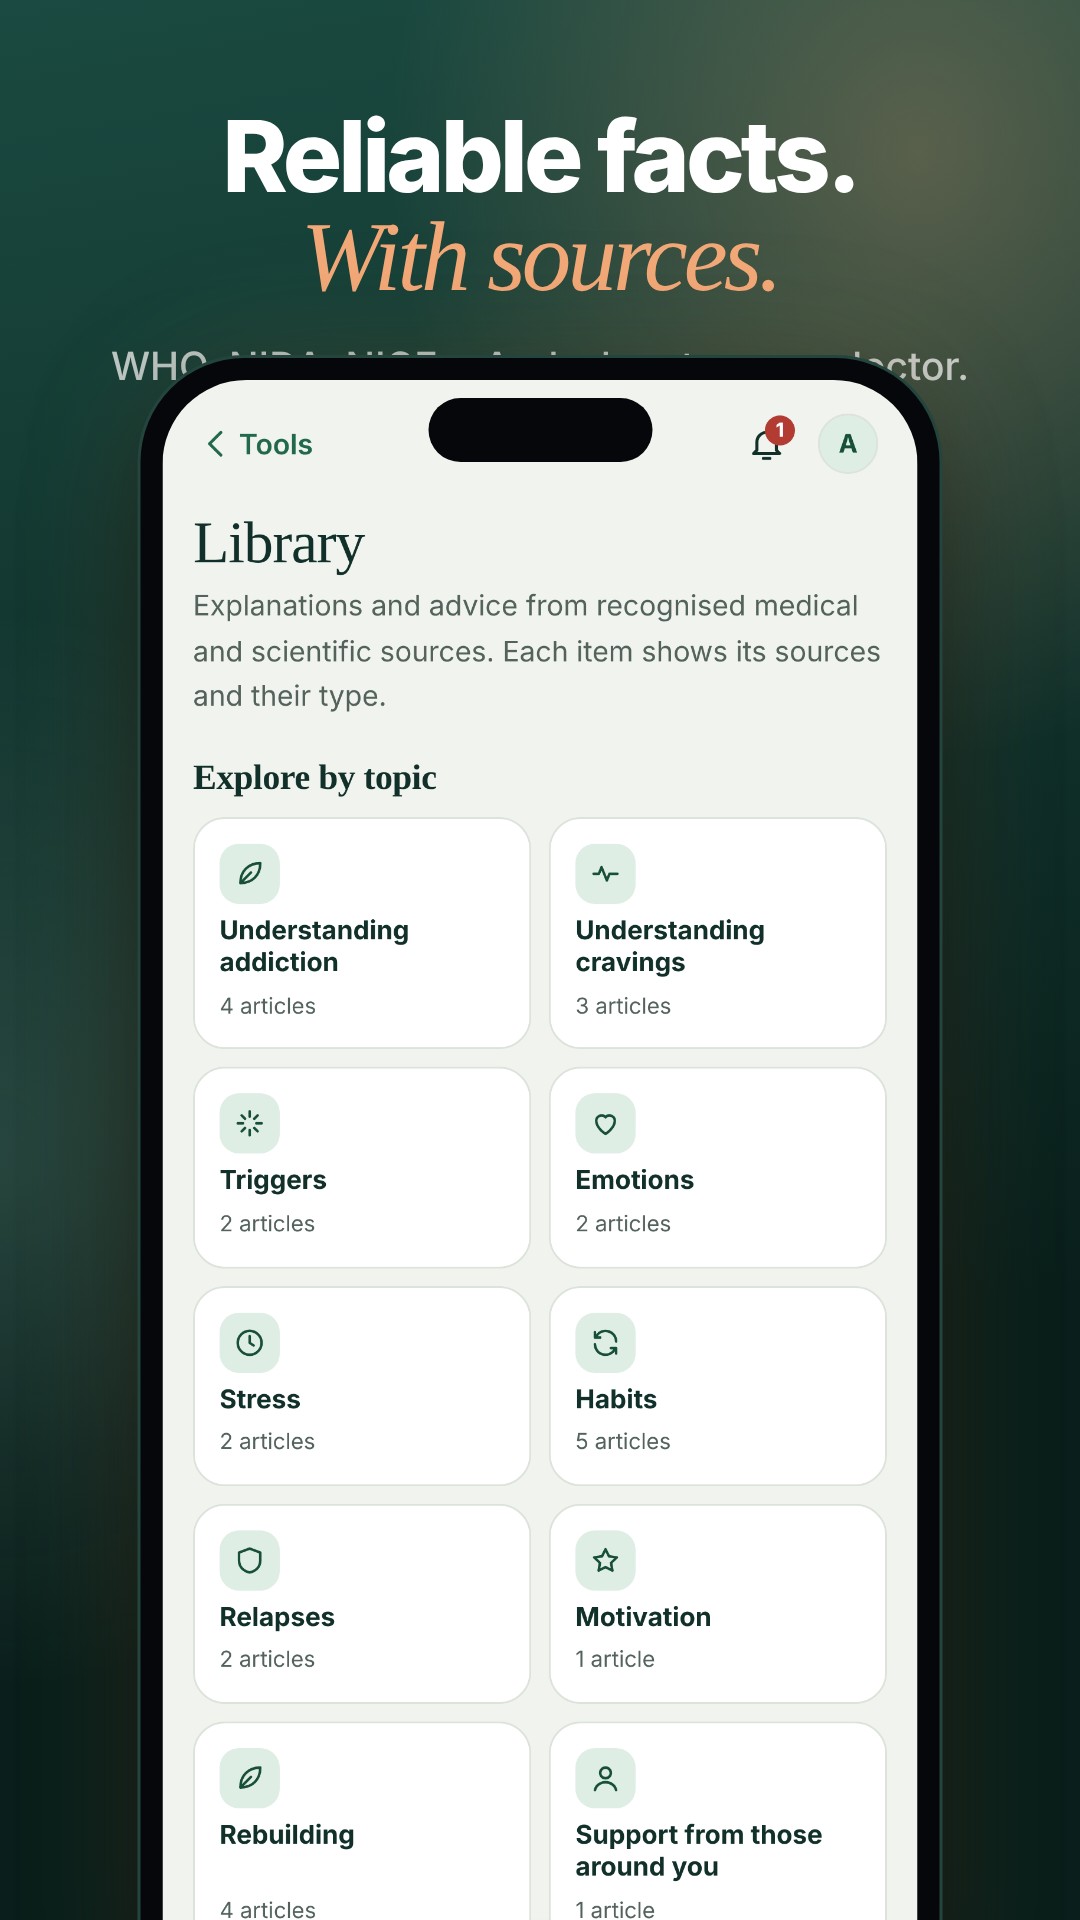 Reliable facts.
With sources.
WHO
Tools
1
A
Library
Explanations and advice from recognised medical
and scientific sources. Each item shows its sources
and their type.
Explore by topic
Understanding
addiction
4 articles
Understanding
cravings
3 articles
Triggers
2 articles
Emotions
2 articles
Stress
2 articles
Habits
5 articles
Relapses
2 articles
Motivation
1 article
Rebuilding
4 articles
Support from those
around you
1 article